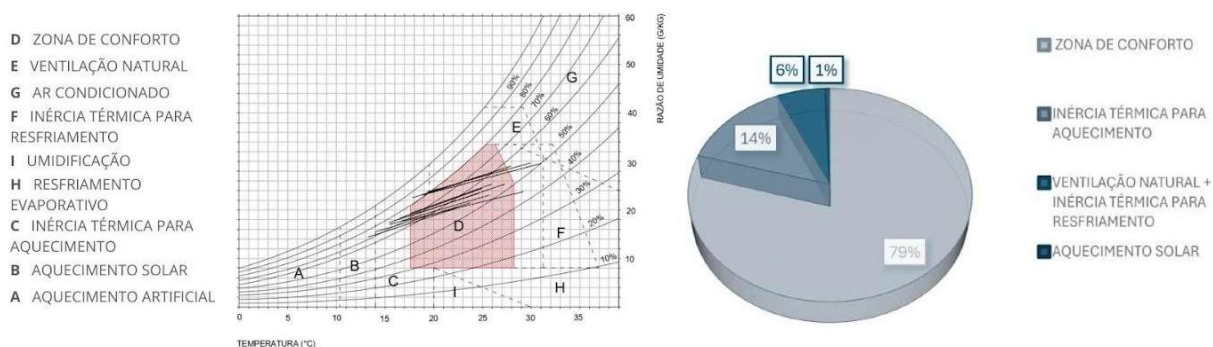 D ZONA DE CONFORTO
E VENTILAÇÃO NATURAL
G AR CONDICIONADO
F INÉRCIA TÉRMICA PARA
RESFRIAMENTO
I UMIDIFICAÇÃO
H RESFRIAMENTO
EVAPORATIVO
C INÉRCIA TÉRMICA PARA
AQUECIMENTO
B AQUECIMENTO SOLAR
A AQUECIMENTO ARTIFICIAL
90%
80%
70%
60%
50%
40%
30%
20%
10%
G
E
D
F
A
B
C
I
H
60
50
40
30
20
10
RAZÃO DE UMIDADE (G/KG)
0 5 10 15 20 25 30 35
TEMPERATURA (°C)
6% 1%
14%
79%
ZONA DE CONFORTO
INÉRCIA TÉRMICA PARA
AQUECIMENTO
VENTILAÇÃO NATURAL +
INÉRCIA TÉRMICA PARA
RESFRIAMENTO
AQUECIMENTO SOLAR